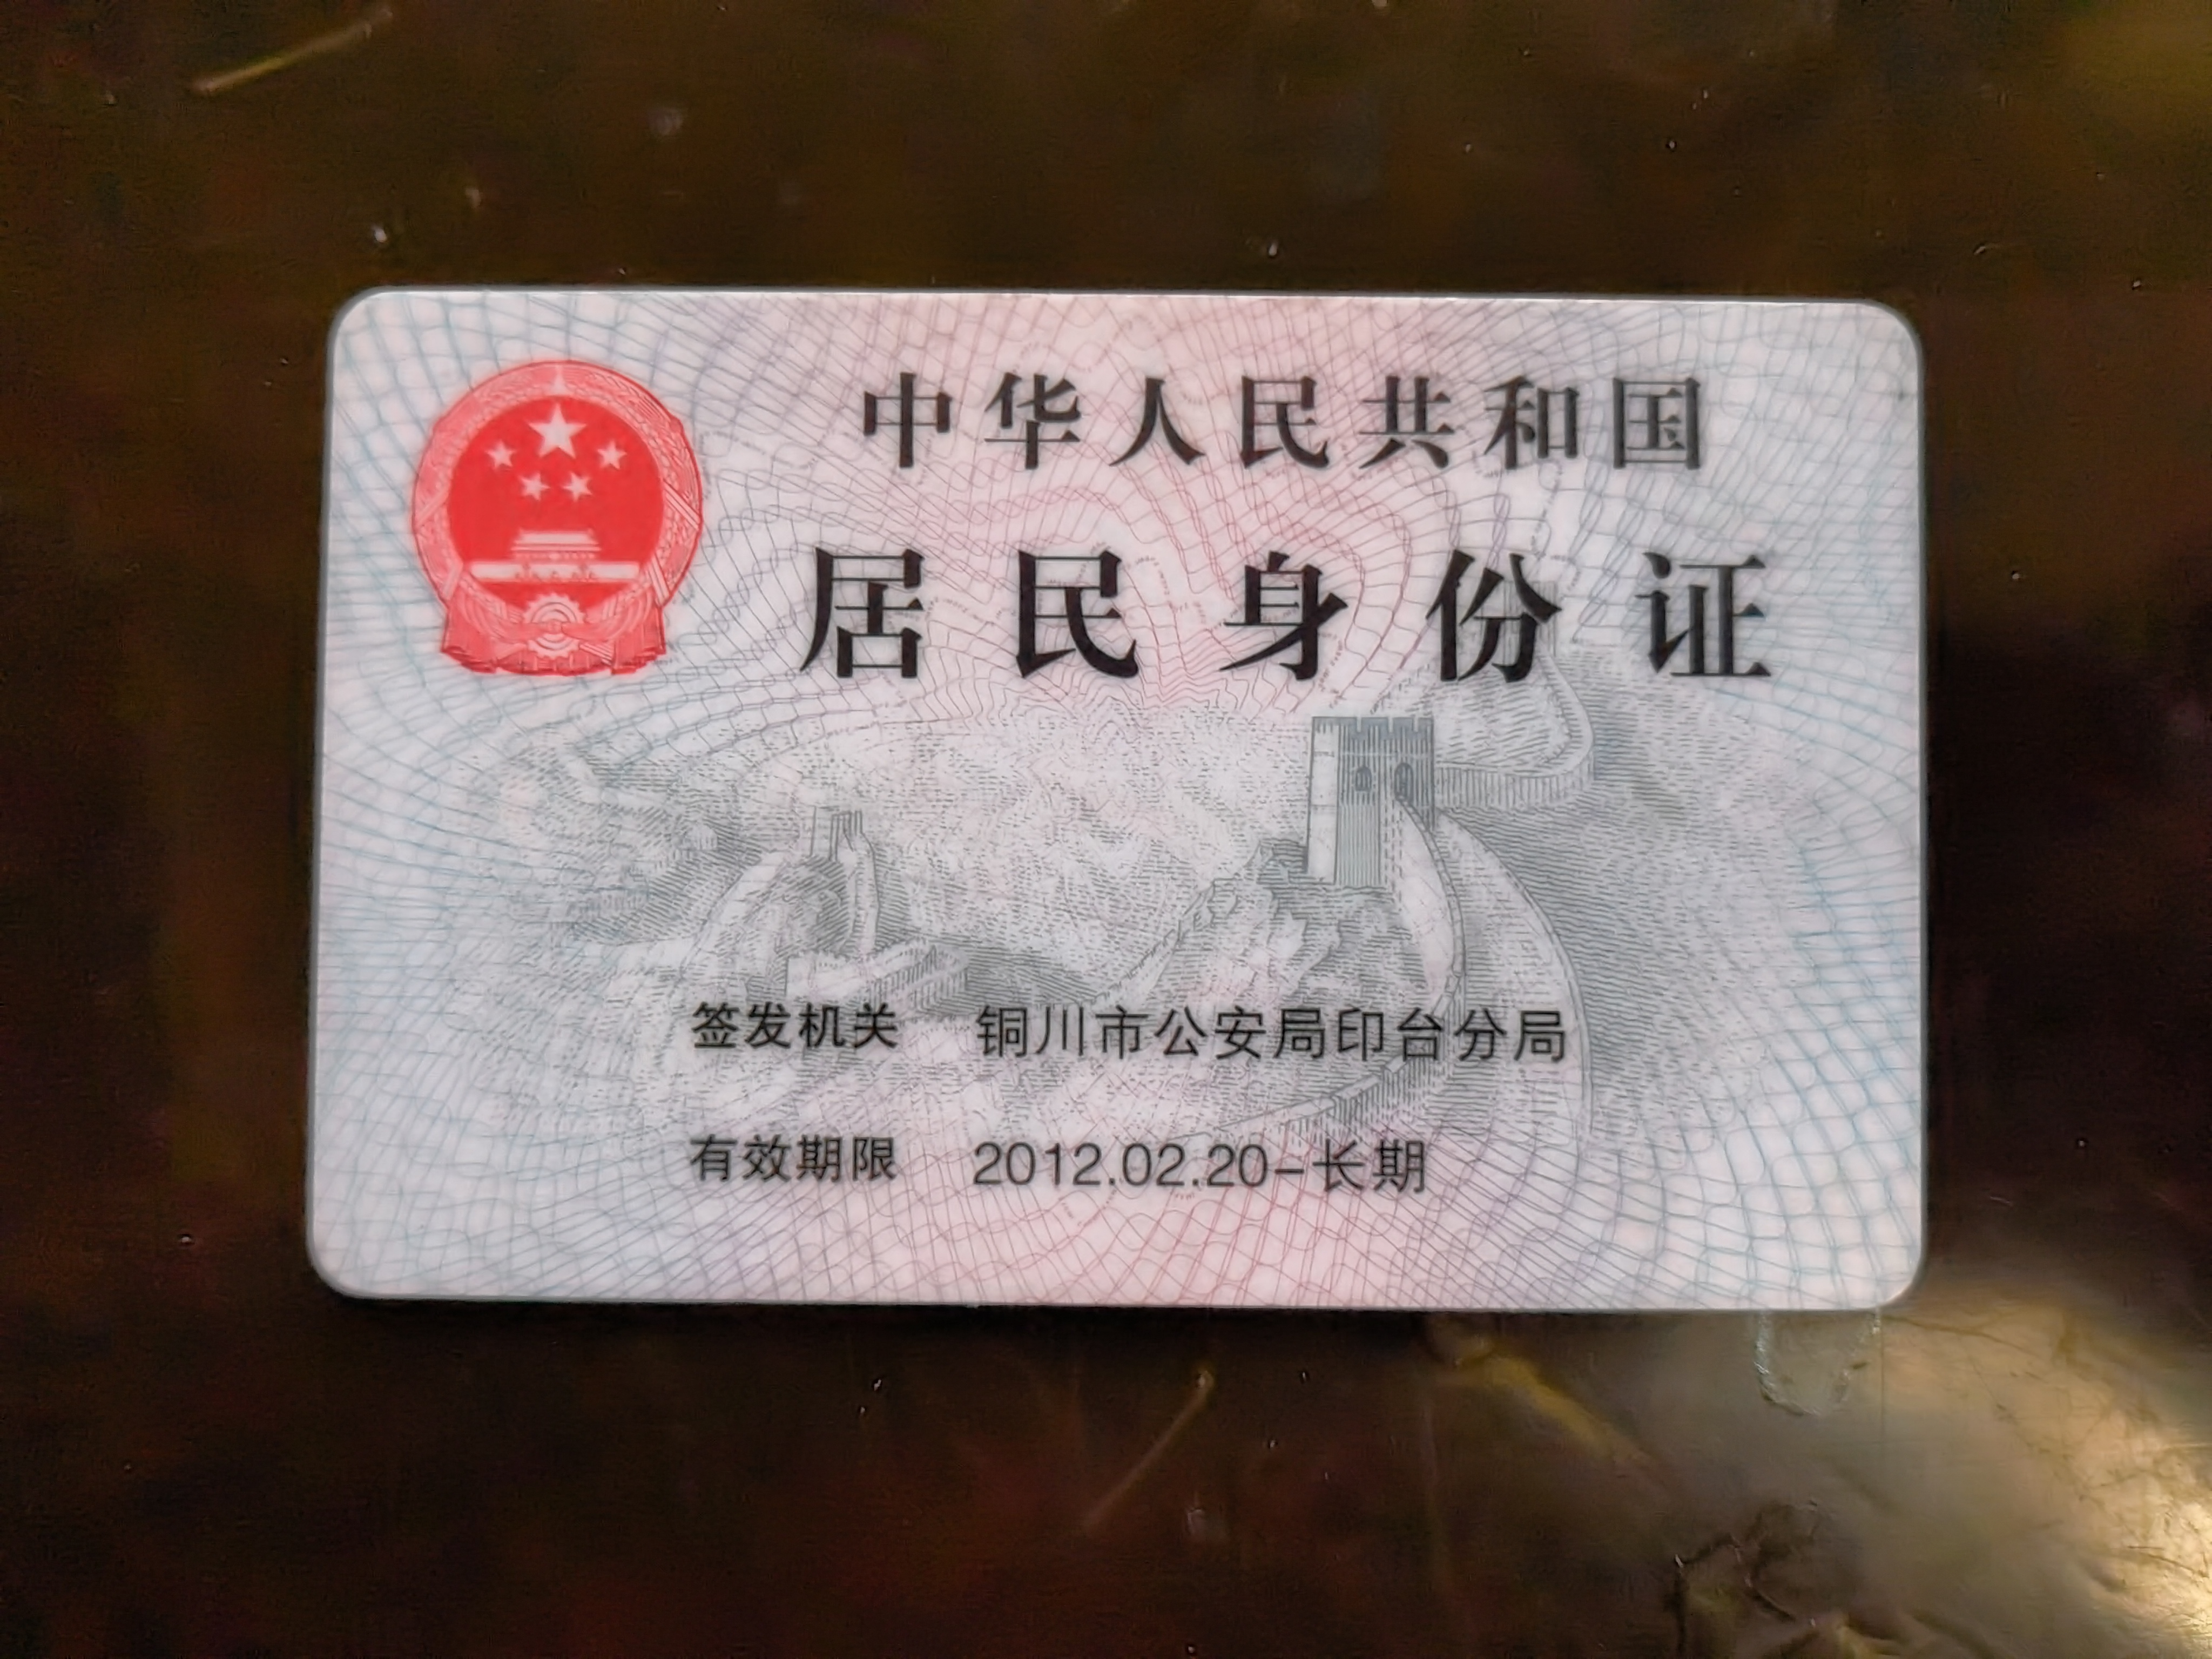 中华人民共和国
居民身份证
签发机关 铜川市公安局印台分局
有效期限 2012.02.20-长期